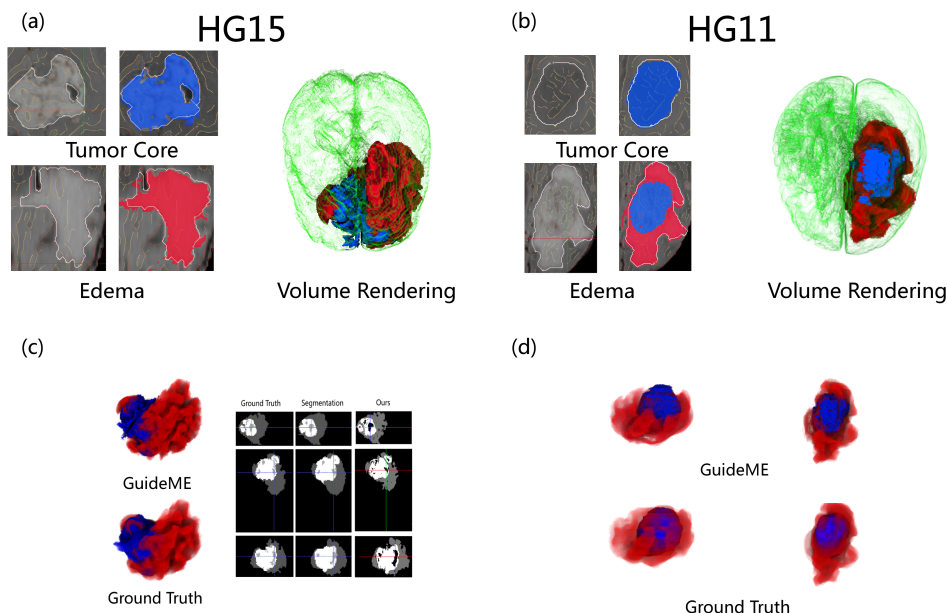 (a)
HG15
Tumor Core
Edema
Volume Rendering
(b)
HG11
Tumor Core
Edema
Volume Rendering
(c)
GuideME
Ground Truth
Ground Truth
Segmentation
Ours
(d)
GuideME
Ground Truth